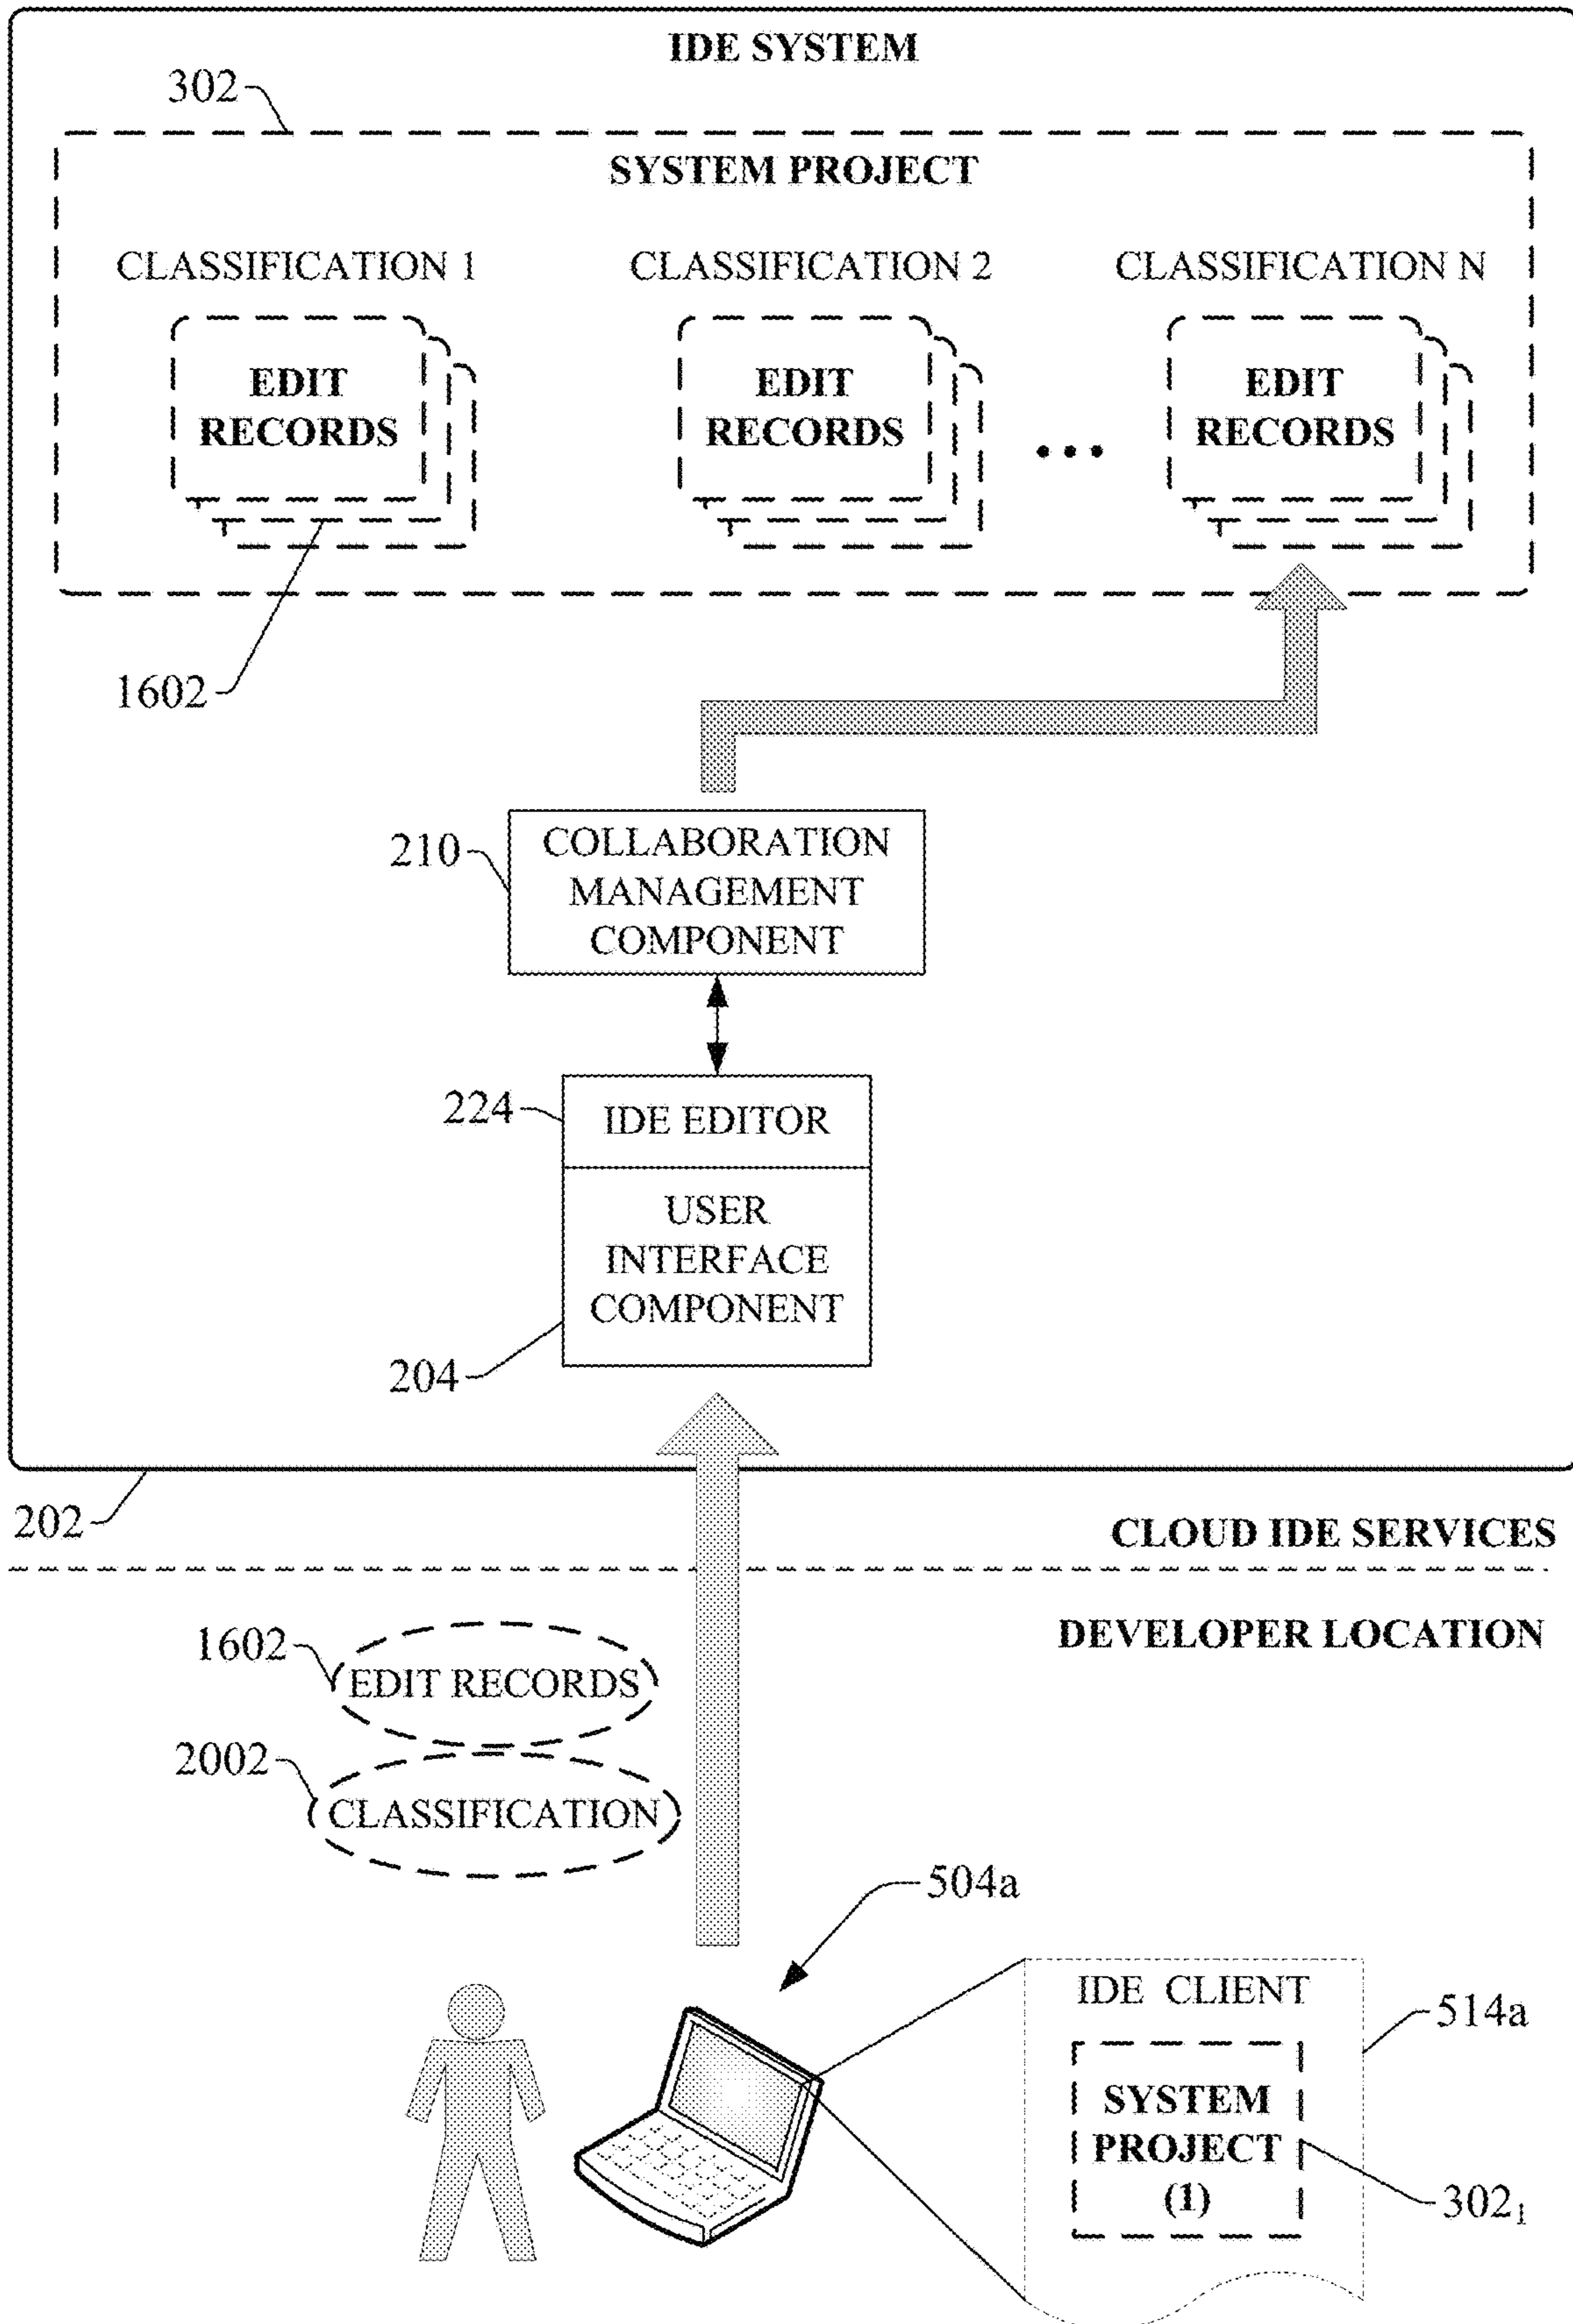 IDE SYSTEM
302
SYSTEM PROJECT
CLASSIFICATION 1
CLASSIFICATION 2
CLASSIFICATION N
EDIT
RECORDS
EDIT
RECORDS
...
EDIT
RECORDS
1602
210
COLLABORATION
MANAGEMENT
COMPONENT
224
IDE EDITOR
USER
INTERFACE
COMPONENT
204
202
CLOUD IDE SERVICES
DEVELOPER LOCATION
1602
EDIT RECORDS
2002
CLASSIFICATION
504a
IDE CLIENT
514a
SYSTEM
PROJECT
(1)
302₁